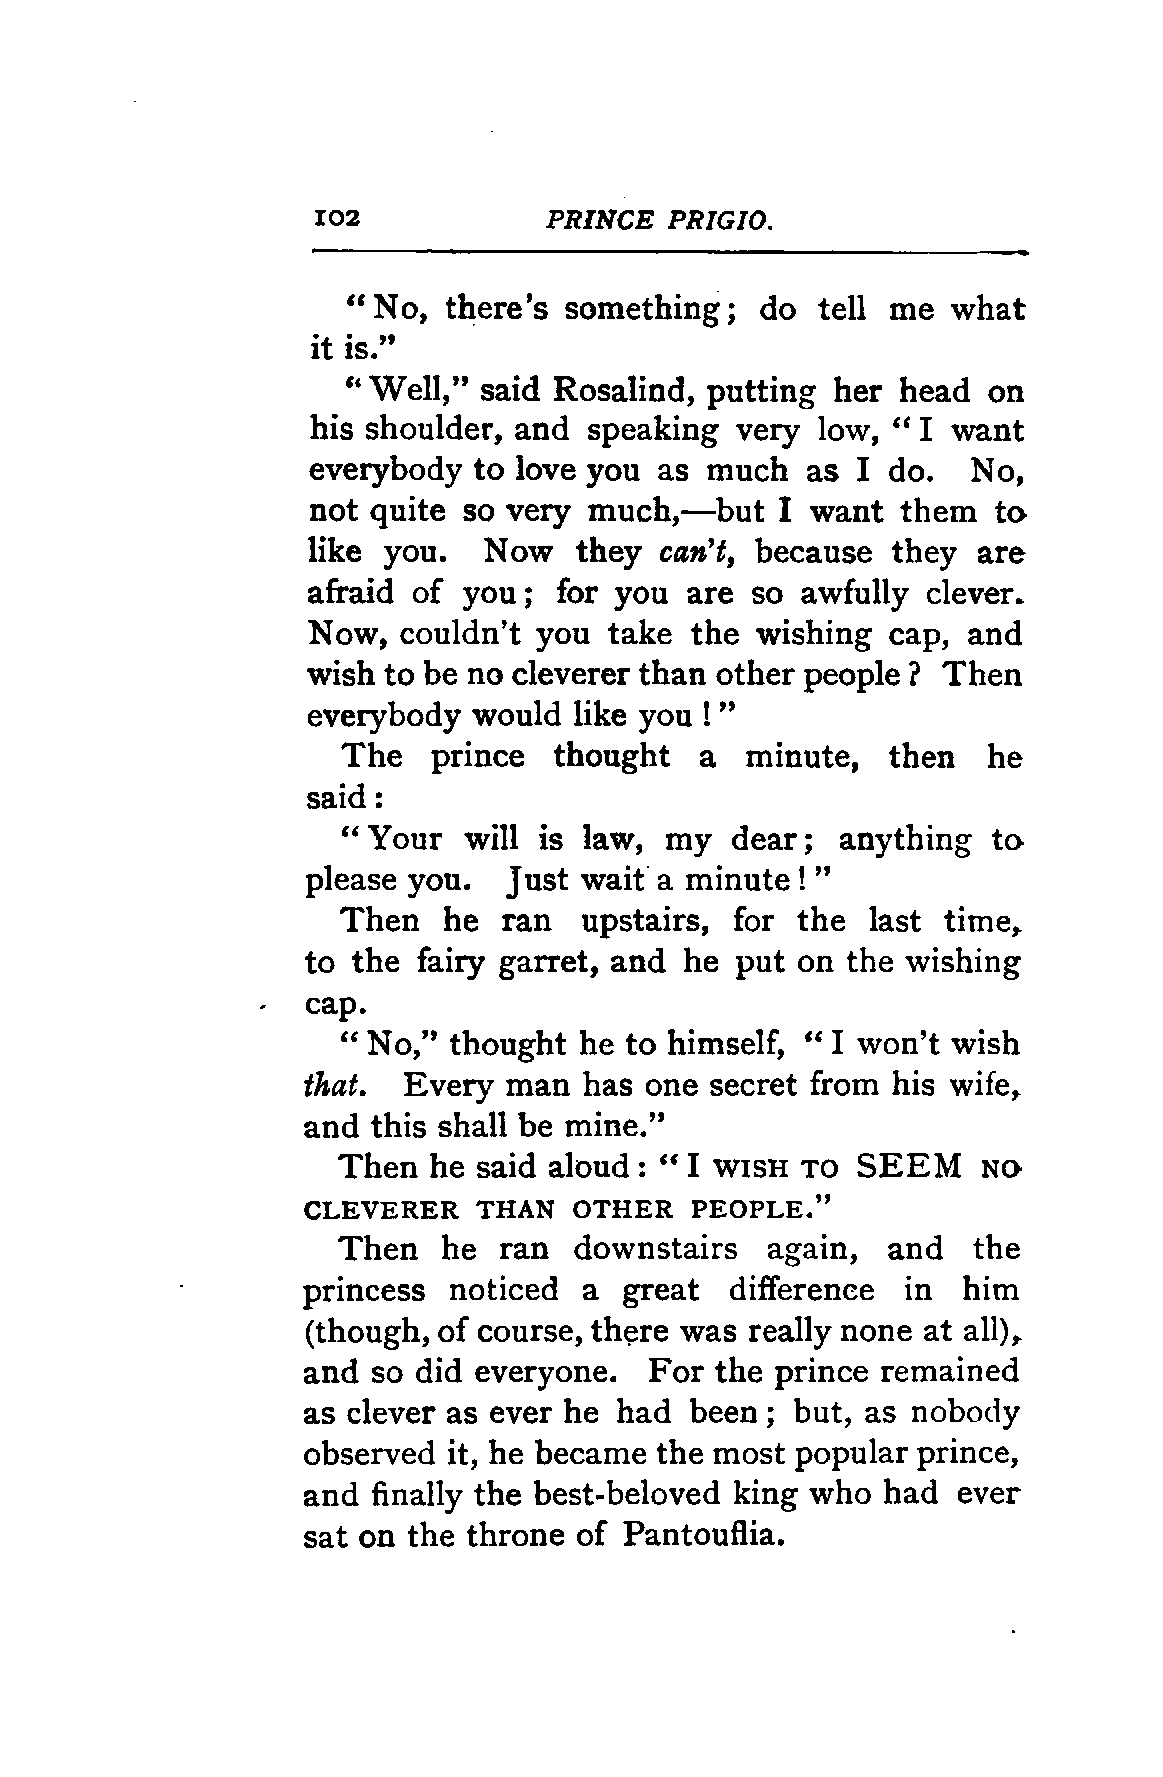 102 PRINCE PRIGIO.
“ No, there's something; do tell me what
it is.”
“ Well,” said Rosalind, putting her head on
his shoulder, and speaking very low, “ I want
everybody to love you as much as I do. No,
not quite so very much,—but I want them to
like you. Now they can't, because they are
afraid of you; for you are so awfully clever.
Now, couldn't you take the wishing cap, and
wish to be no cleverer than other people ? Then
everybody would like you ! ”
The prince thought a minute, then he
said :
“ Your will is law, my dear; anything to
please you. Just wait a minute ! ”
Then he ran upstairs, for the last time,
to the fairy garret, and he put on the wishing
cap.
“ No,” thought he to himself, “ I won't wish
that. Every man has one secret from his wife,
and this shall be mine.”
Then he said aloud : “ I WISH TO SEEM NO
CLEVERER THAN OTHER PEOPLE.”
Then he ran downstairs again, and the
princess noticed a great difference in him
(though, of course, there was really none at all),
and so did everyone. For the prince remained
as clever as ever he had been ; but, as nobody
observed it, he became the most popular prince,
and finally the best-beloved king who had ever
sat on the throne of Pantouflia.